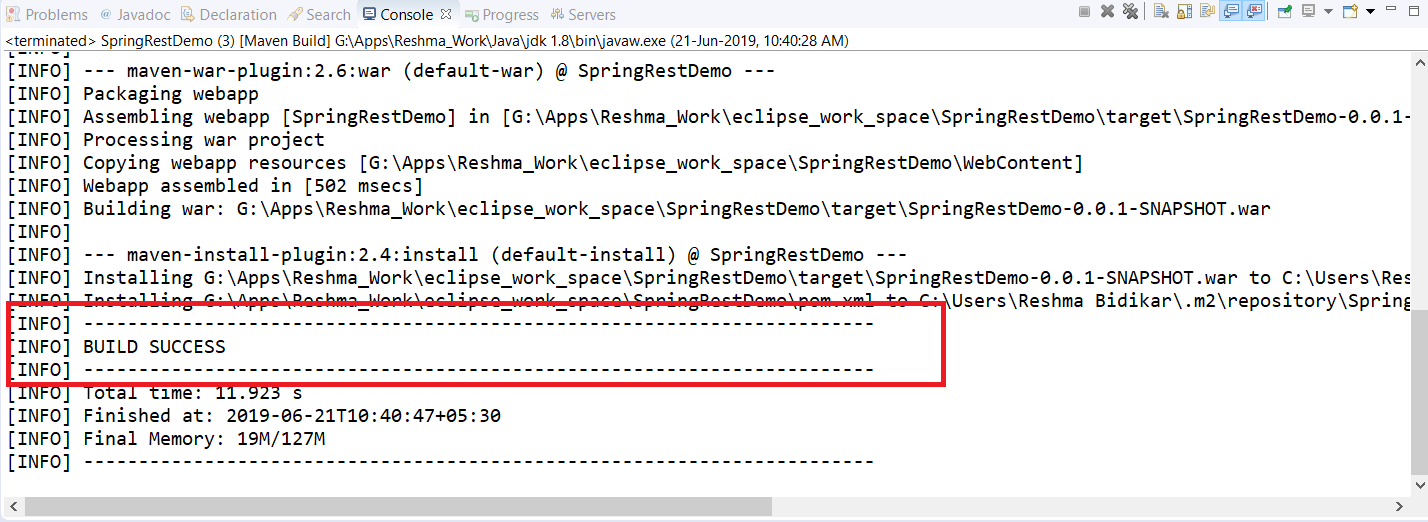 Problems @ Javadoc Declaration Search Console Progress Servers
<terminated> SpringRestDemo (3) [Maven Build] G:\Apps\Reshma_Work\Java\jdk 1.8\bin\javaw.exe (21-Jun-2019, 10:40:28 AM)
[INFO] --- maven-war-plugin:2.6:war (default-war) @ SpringRestDemo ---
[INFO] Packaging webapp
[INFO] Assembling webapp [SpringRestDemo] in [G:\Apps\Reshma_Work\eclipse_work_space\SpringRestDemo\target\SpringRestDemo-0.0.1-
[INFO] Processing war project
[INFO] Copying webapp resources [G:\Apps\Reshma_Work\eclipse_work_space\SpringRestDemo\WebContent]
[INFO] Webapp assembled in [502 msecs]
[INFO] Building war: G:\Apps\Reshma_Work\eclipse_work_space\SpringRestDemo\target\SpringRestDemo-0.0.1-SNAPSHOT.war
[INFO]
[INFO] --- maven-install-plugin:2.4:install (default-install) @ SpringRestDemo ---
[INFO] Installing G:\Apps\Reshma_Work\eclipse_work_space\SpringRestDemo\target\SpringRestDemo-0.0.1-SNAPSHOT.war to C:\Users\Res
[INFO] Installing G:\Apps\Reshma_Work\eclipse_work_space\SpringRestDemo\pom.xml to C:\Users\Reshma Bidikar\.m2\repository\Spring
[INFO] ------------------------------------------------------------------------
[INFO] BUILD SUCCESS
[INFO] ------------------------------------------------------------------------
[INFO] Total time: 11.923 s
[INFO] Finished at: 2019-06-21T10:40:47+05:30
[INFO] Final Memory: 19M/127M
[INFO] ------------------------------------------------------------------------